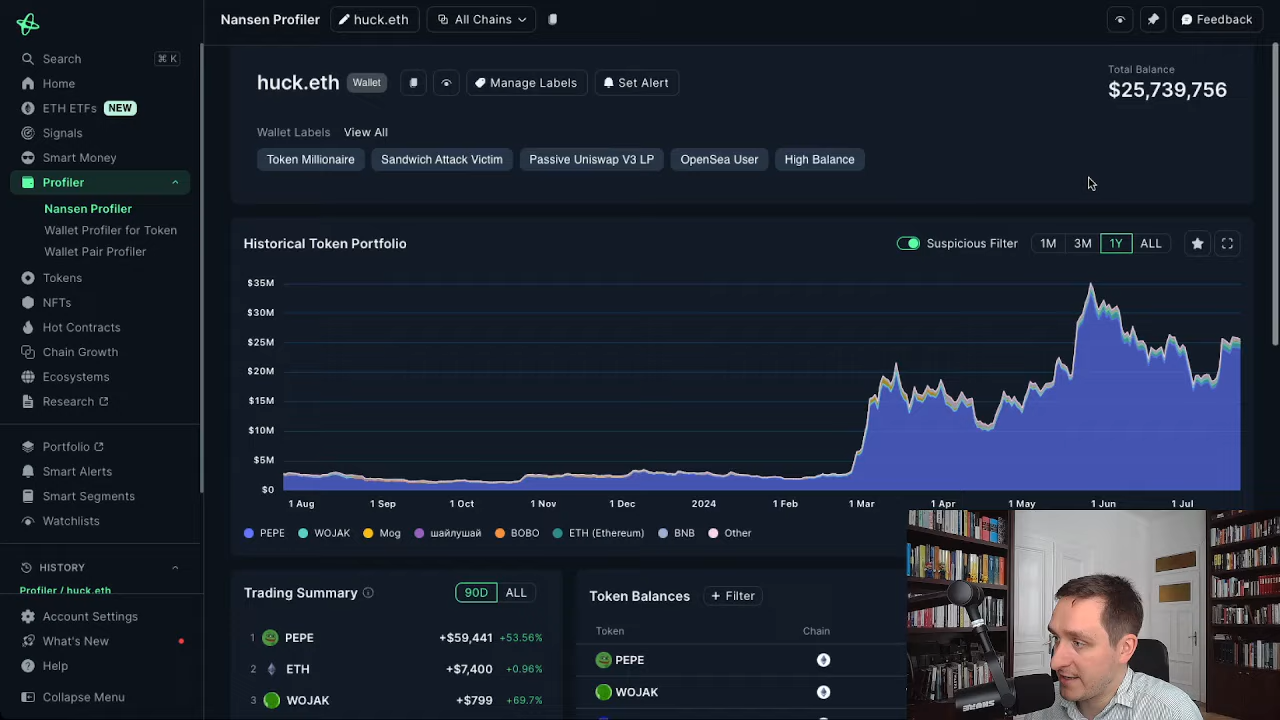 Nansen Profiler
huck.eth
All Chains
Feedback
Search
⌘ K
Home
ETH ETFs NEW
Signals
Smart Money
Profiler
Nansen Profiler
Wallet Profiler for Token
Wallet Pair Profiler
Tokens
NFTs
Hot Contracts
Chain Growth
Ecosystems
Research
Portfolio
Smart Alerts
Smart Segments
Watchlists
HISTORY
Profiler / huck.eth
Account Settings
What's New
Help
Collapse Menu
huck.eth Wallet
Manage Labels
Set Alert
Total Balance
$25,739,756
Wallet Labels View All
Token Millionaire Sandwich Attack Victim Passive Uniswap V3 LP OpenSea User High Balance
Historical Token Portfolio
Suspicious Filter 1M 3M 1Y ALL
$35M
$30M
$25M
$20M
$15M
$10M
$5M
$0
1 Aug 1 Sep 1 Oct 1 Nov 1 Dec 2024 1 Feb 1 Mar 1 Apr 1 May 1 Jun 1 Jul
PEPE WOJAK Mog шайлушай BOBO ETH (Ethereum) BNB Other
Trading Summary 90D ALL
1 PEPE +$59,441 +53.56%
2 ETH +$7,400 +0.96%
3 WOJAK +$799 +69.7%
Token Balances + Filter
Token Chain
PEPE
WOJAK
SHURE